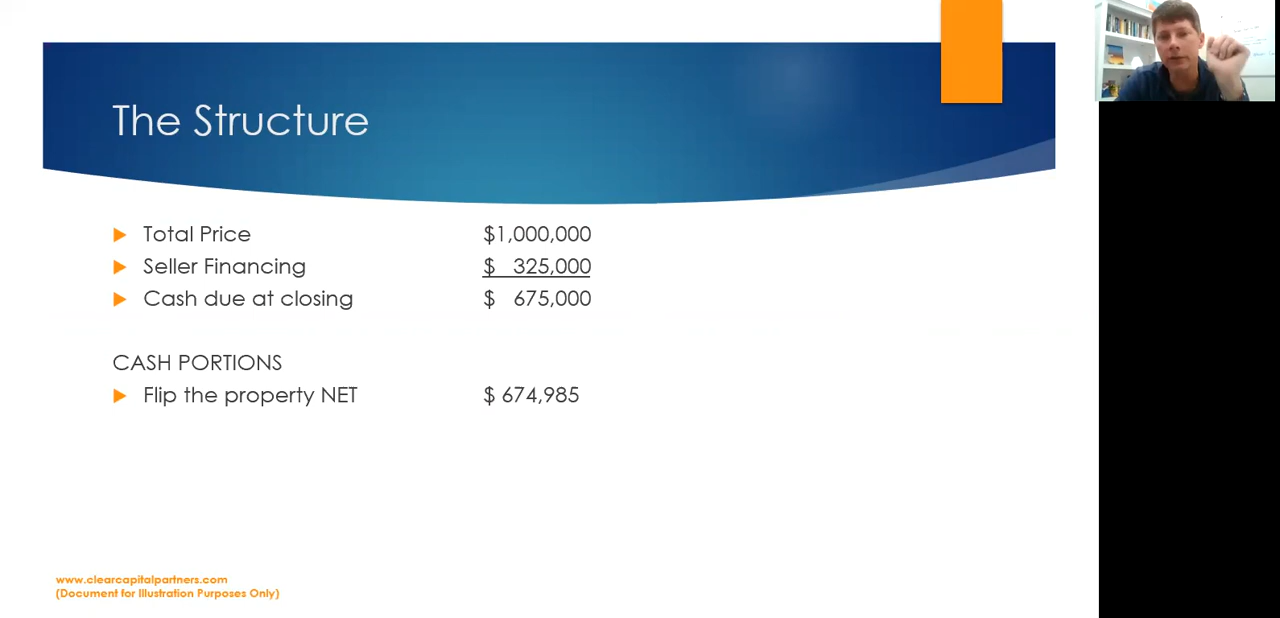 The Structure
Total Price $1,000,000
Seller Financing $ 325,000
Cash due at closing $ 675,000
CASH PORTIONS
Flip the property NET $ 674,985
www.clearcapitalpartners.com
(Document for Illustration Purposes Only)